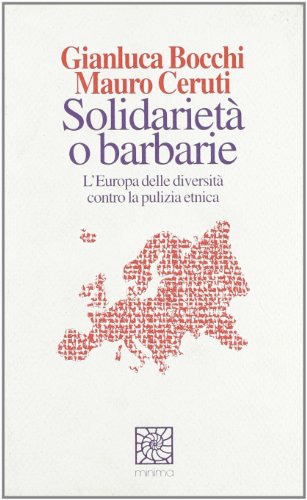 Gianluca Bocchi
Mauro Ceruti
Solidarietà
o barbarie
L'Europa delle diversità
contro la pulizia etnica
minima